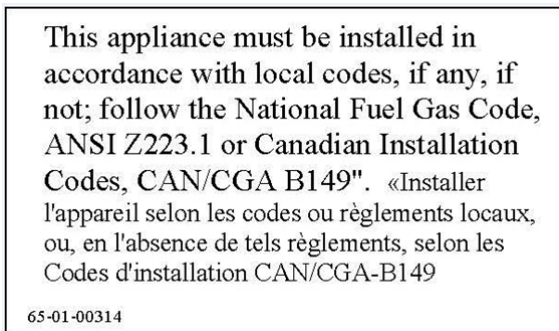 This appliance must be installed in
accordance with local codes, if any, if
not; follow the National Fuel Gas Code,
ANSI Z223.1 or Canadian Installation
Codes, CAN/CGA B149". «Installer
l'appareil selon les codes ou règlements locaux,
ou, en l'absence de tels règlements, selon les
Codes d'installation CAN/CGA-B149
65-01-00314